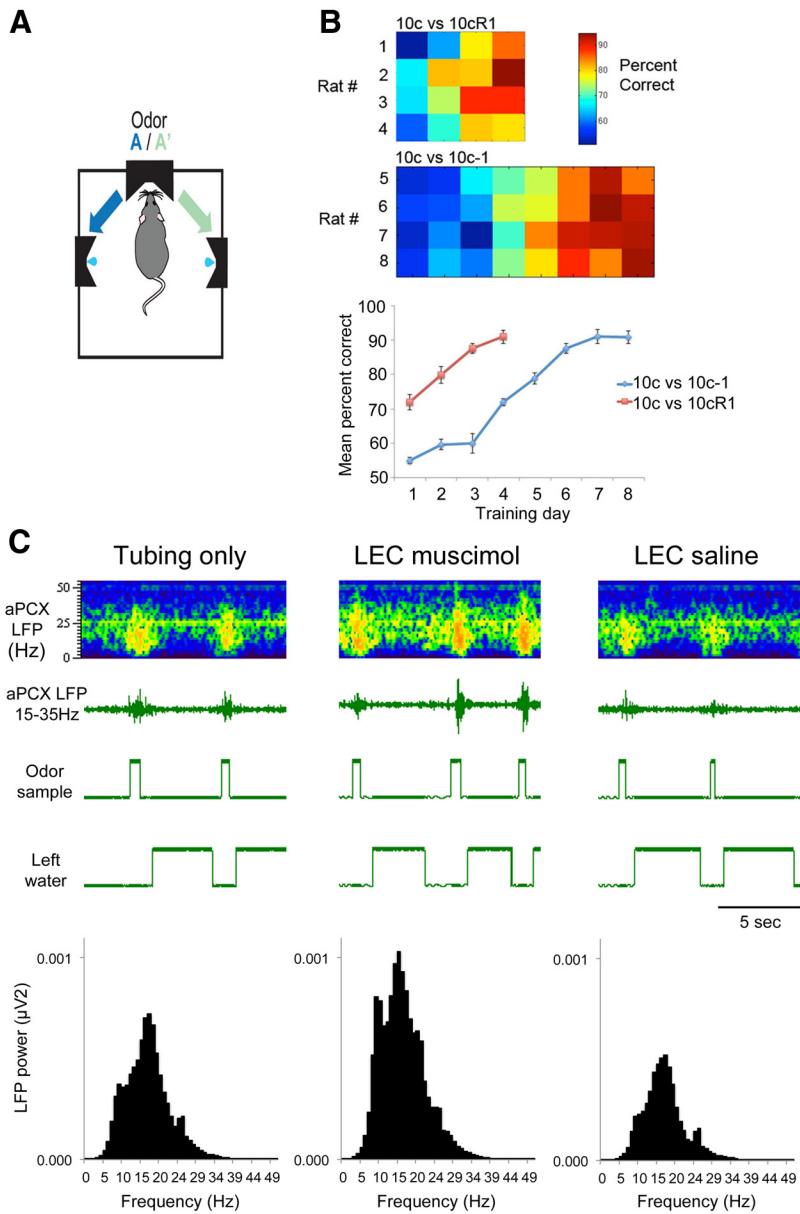 A
Odor
A / A'
B
10c vs 10cR1
Rat #
1
2
3
4
90
80
70
60
Percent
Correct
10c vs 10c-1
Rat #
5
6
7
8
Mean percent correct
100
90
80
70
60
50
1 2 3 4 5 6 7 8
Training day
10c vs 10c-1
10c vs 10cR1
C
Tubing only
LEC muscimol
LEC saline
aPCX
LFP
(Hz)
50
25
0
aPCX LFP
15-35Hz
Odor
sample
Left
water
5 sec
LFP power (µV2)
0.001
0.000
0 5 10 15 20 24 29 34 39 44 49
Frequency (Hz)
0.001
0.000
0 5 10 15 20 24 29 34 39 44 49
Frequency (Hz)
0.001
0.000
0 5 10 15 20 24 29 34 39 44 49
Frequency (Hz)